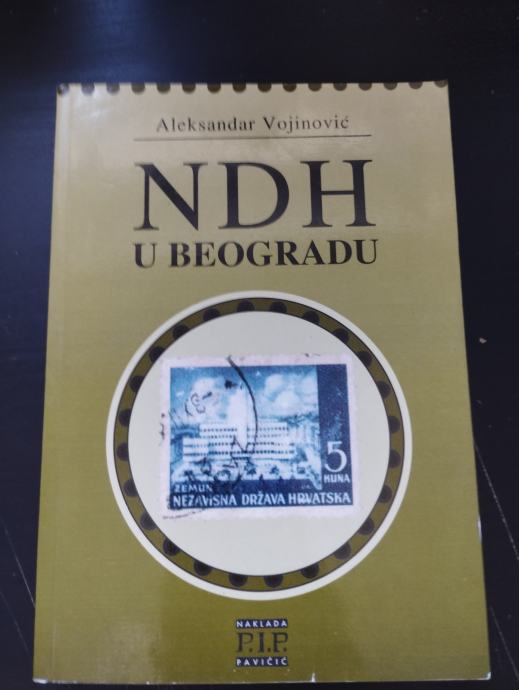 Aleksandar Vojinović
NDH
U BEOGRADU
5
KUNA
ZEMUN
NEZAVISNA DRŽAVA HRVATSKA
NAKLADA
P.I.P.
PAVIČIĆ